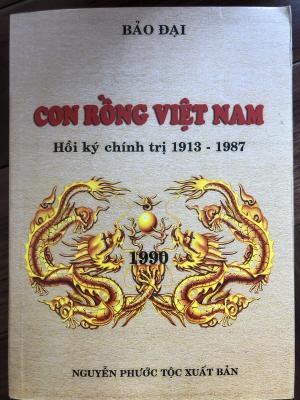 BẢO ĐẠI
CON RỒNG VIỆT NAM
Hồi ký chính trị 1913 - 1987
1990
NGUYỄN PHƯỚC TỘC XUẤT BẢN